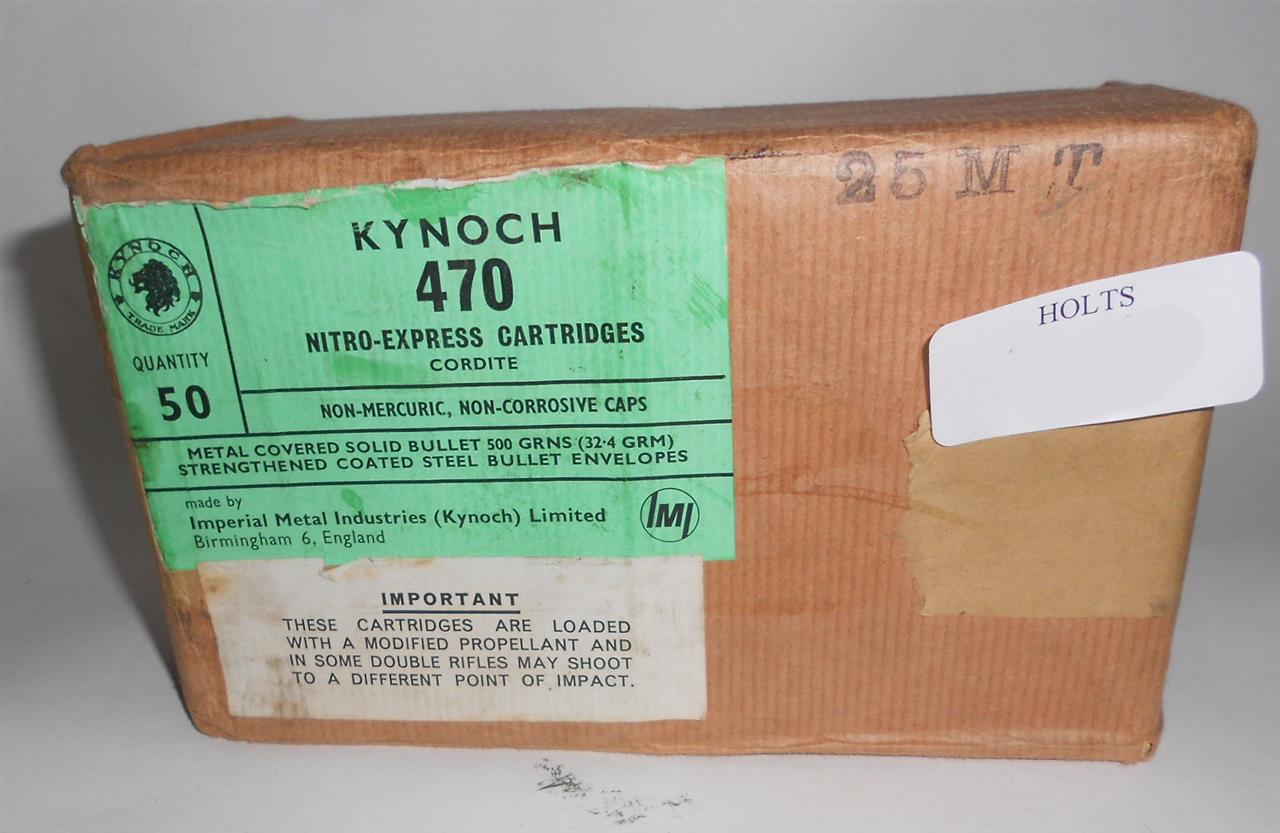 25 M T
HOLTS
KYNOCH
TRADE MARK
QUANTITY
50
KYNOCH
470
NITRO-EXPRESS CARTRIDGES
CORDITE
NON-MERCURIC, NON-CORROSIVE CAPS
METAL COVERED SOLID BULLET 500 GRNS (32·4 GRM)
STRENGTHENED COATED STEEL BULLET ENVELOPES
made by
Imperial Metal Industries (Kynoch) Limited
Birmingham 6, England
IMI
IMPORTANT
THESE CARTRIDGES ARE LOADED
WITH A MODIFIED PROPELLANT AND
IN SOME DOUBLE RIFLES MAY SHOOT
TO A DIFFERENT POINT OF IMPACT.